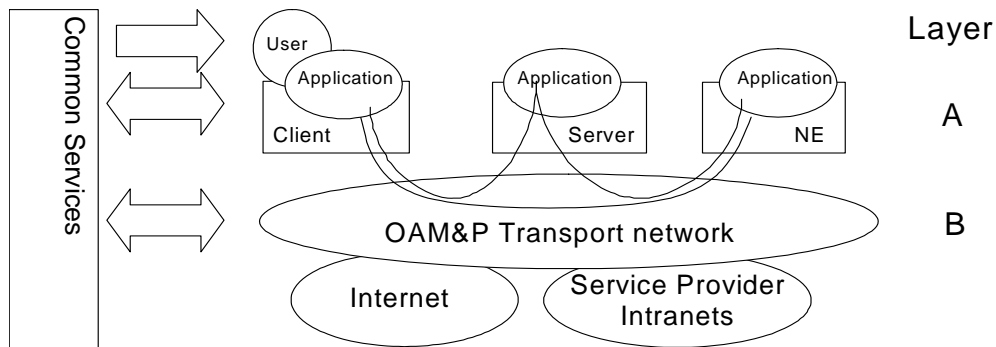 Common Services
User
Layer
Application
Application
Application
Client
Server
NE
A
OAM&P Transport network
B
Internet
Service Provider
Intranets